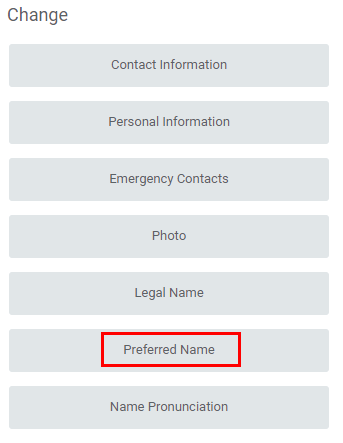 Change
Contact Information
Personal Information
Emergency Contacts
Photo
Legal Name
Preferred Name
Name Pronunciation